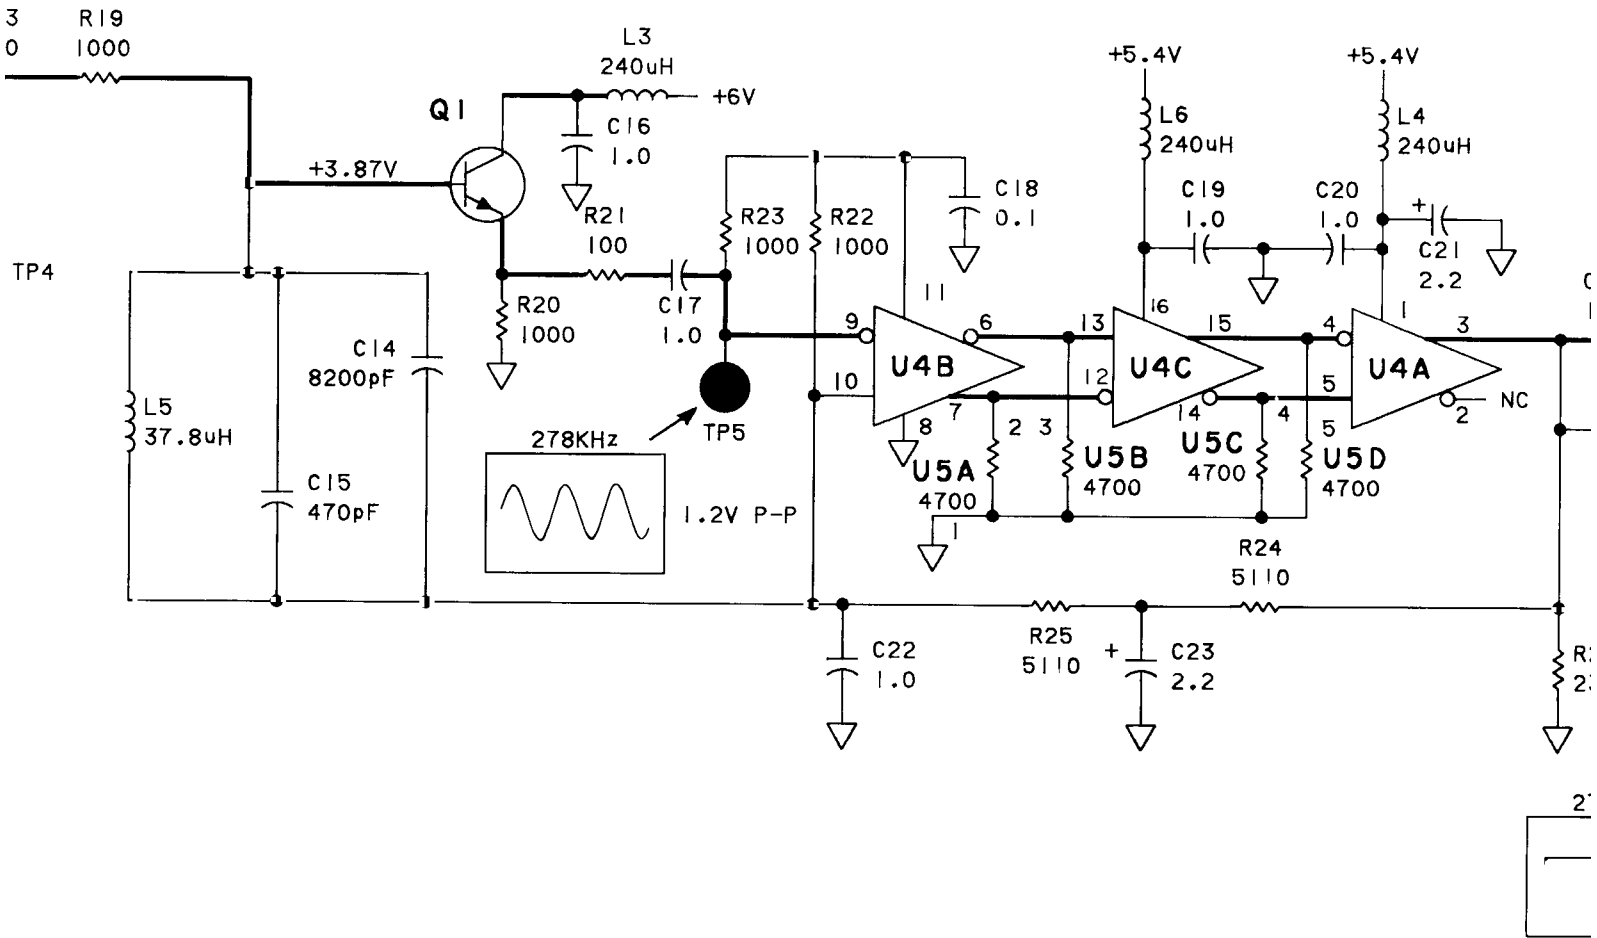 3
0
R19
1000
L3
240uH
+6V
Q1
C16
1.0
+3.87V
R21
100
R23
1000
R22
1000
C18
0.1
+5.4V
+5.4V
L6
240uH
L4
240uH
C19
1.0
C20
1.0
+
C21
2.2
TP4
R20
1000
C17
1.0
C14
8200pF
L5
37.8uH
C15
470pF
278KHz
1.2V P-P
TP5
9
10
11
6
7
8
U4B
13
12
16
15
14
U4C
4
5
1
3
2
U4A
NC
2
3
4
5
U5A
4700
U5B
4700
U5C
4700
U5D
4700
1
R24
5110
R25
5110
C22
1.0
+
C23
2.2